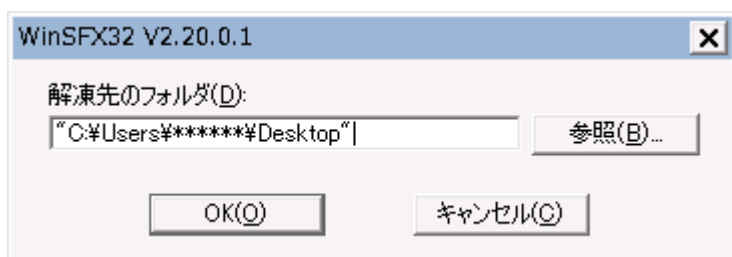 WinSFX32 V2.20.0.1
解凍先のフォルダ(D):
"C:¥Users¥******¥Desktop"
参照(B)...
OK(O)
キャンセル(C)